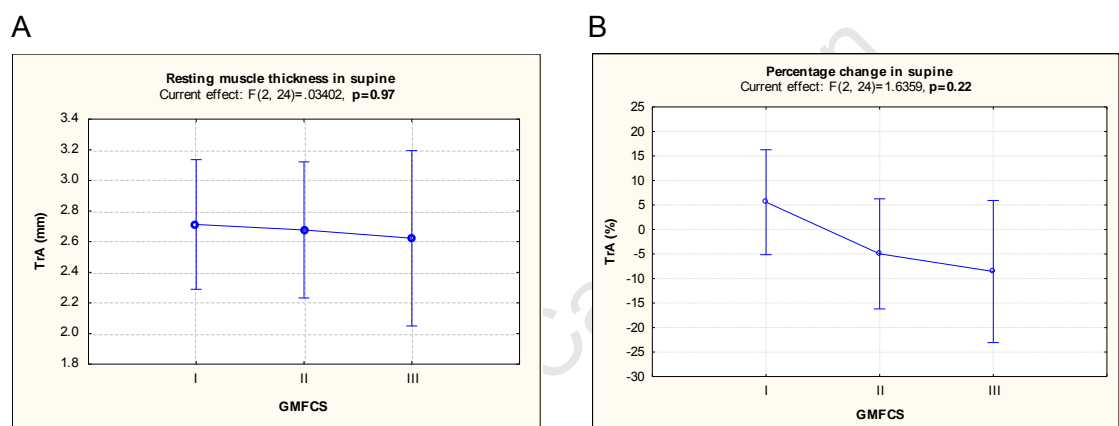 A
Resting muscle thickness in supine
Current effect: F(2, 24)=.03402, p=0.97
3.4
3.2
3.0
2.8
2.6
2.4
2.2
2.0
1.8
TrA (mm)
I II III
GMFCS
B
Percentage change in supine
Current effect: F(2, 24)=1.6359, p=0.22
25
20
15
10
5
0
-5
-10
-15
-20
-25
-30
TrA (%)
I II III
GMFCS